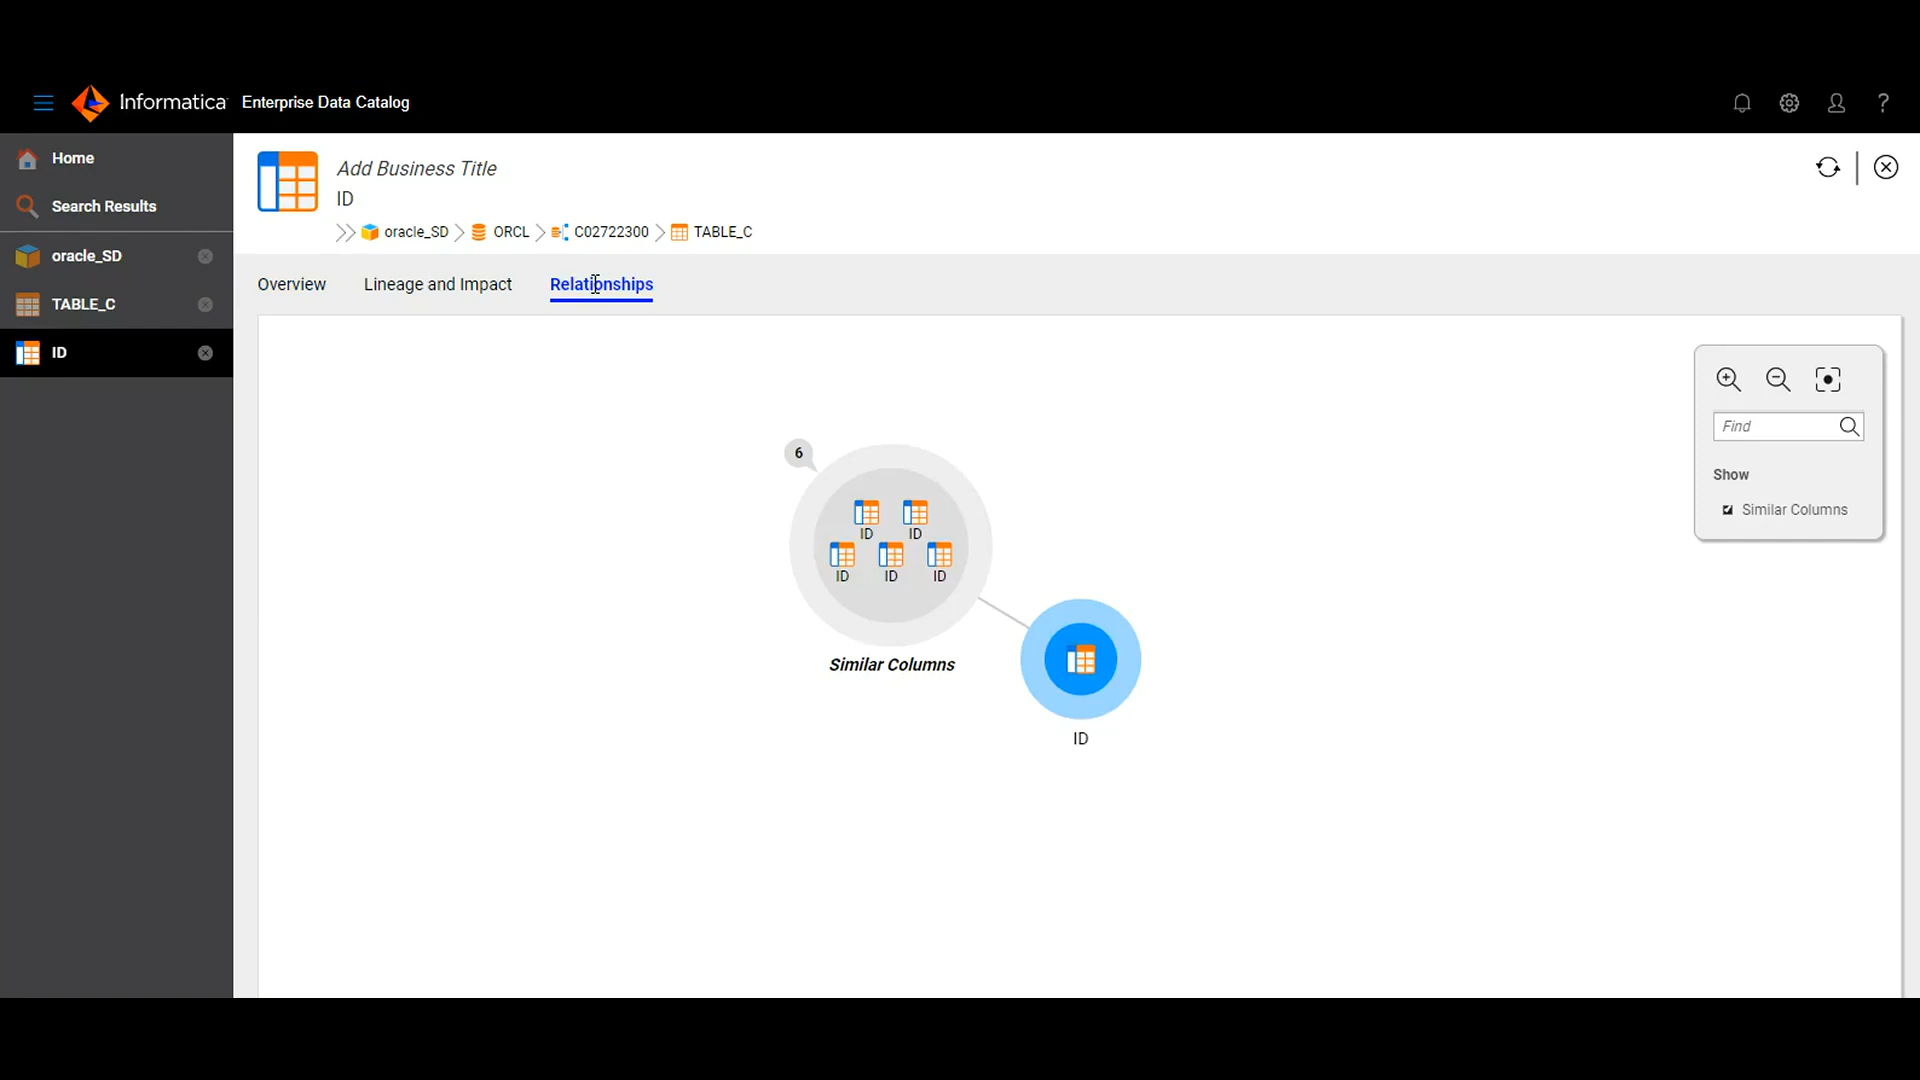 Informatica Enterprise Data Catalog
?
Home
Search Results
oracle_SD
TABLE_C
ID
Add Business Title
ID
oracle_SD
ORCL
C02722300
TABLE_C
Overview
Lineage and Impact
Relationships
Find
Show
Similar Columns
6
ID
ID
ID
ID
ID
Similar Columns
ID